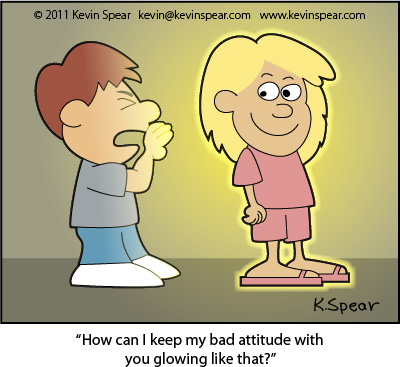 © 2011 Kevin Spear   kevin@kevinspear.com   www.kevinspear.com
K.Spear
“How can I keep my bad attitude with
you glowing like that?”